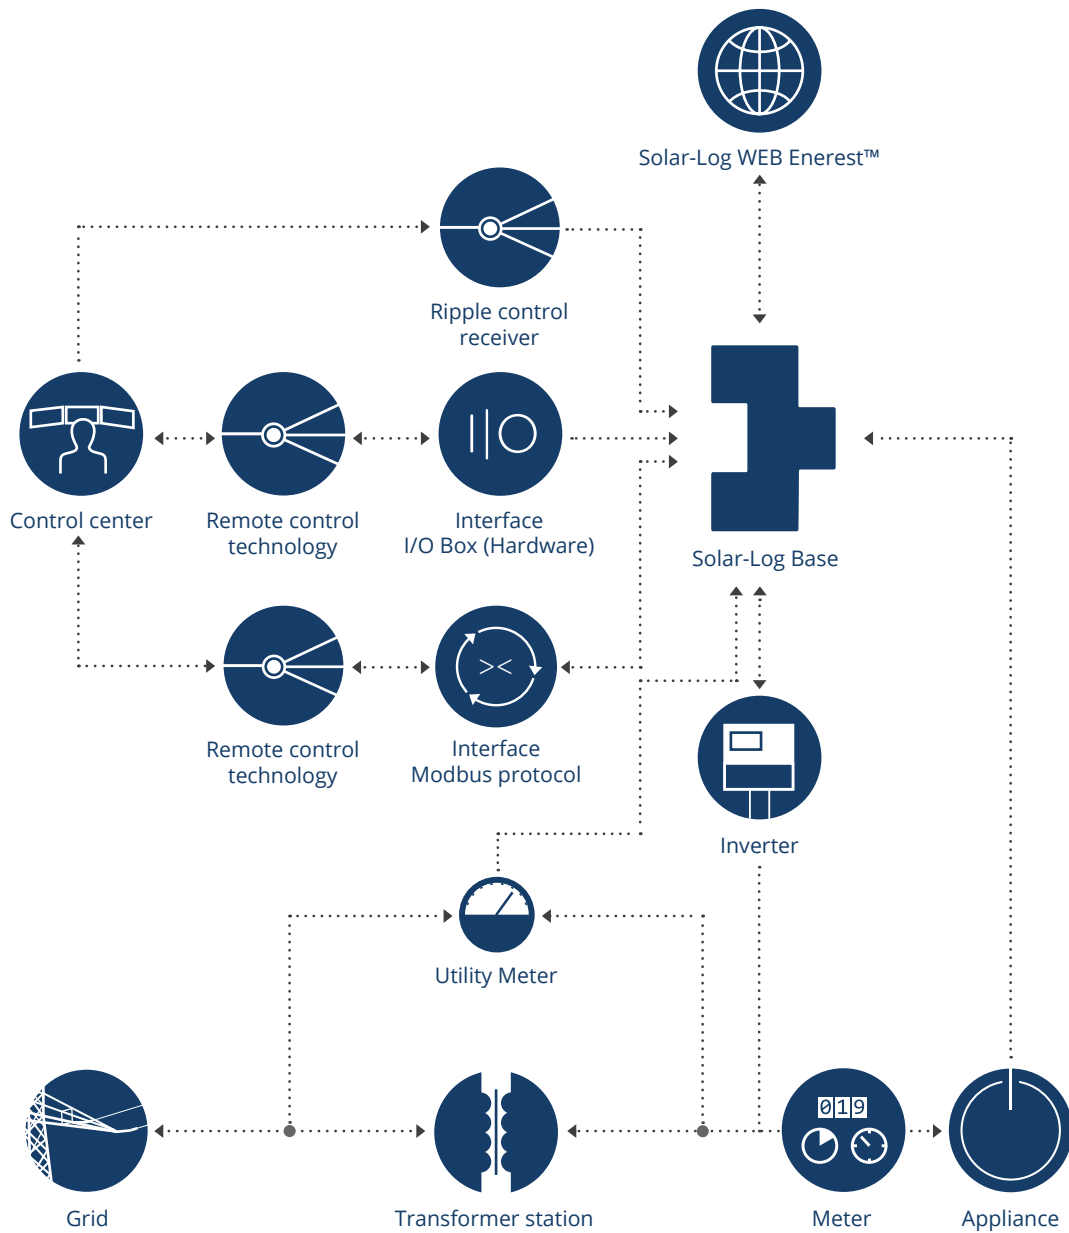 Solar-Log WEB Enerest™
Ripple control
receiver
Control center
Remote control
technology
Interface
I/O Box (Hardware)
Solar-Log Base
Remote control
technology
Interface
Modbus protocol
Inverter
Utility Meter
019
Grid
Transformer station
Meter
Appliance